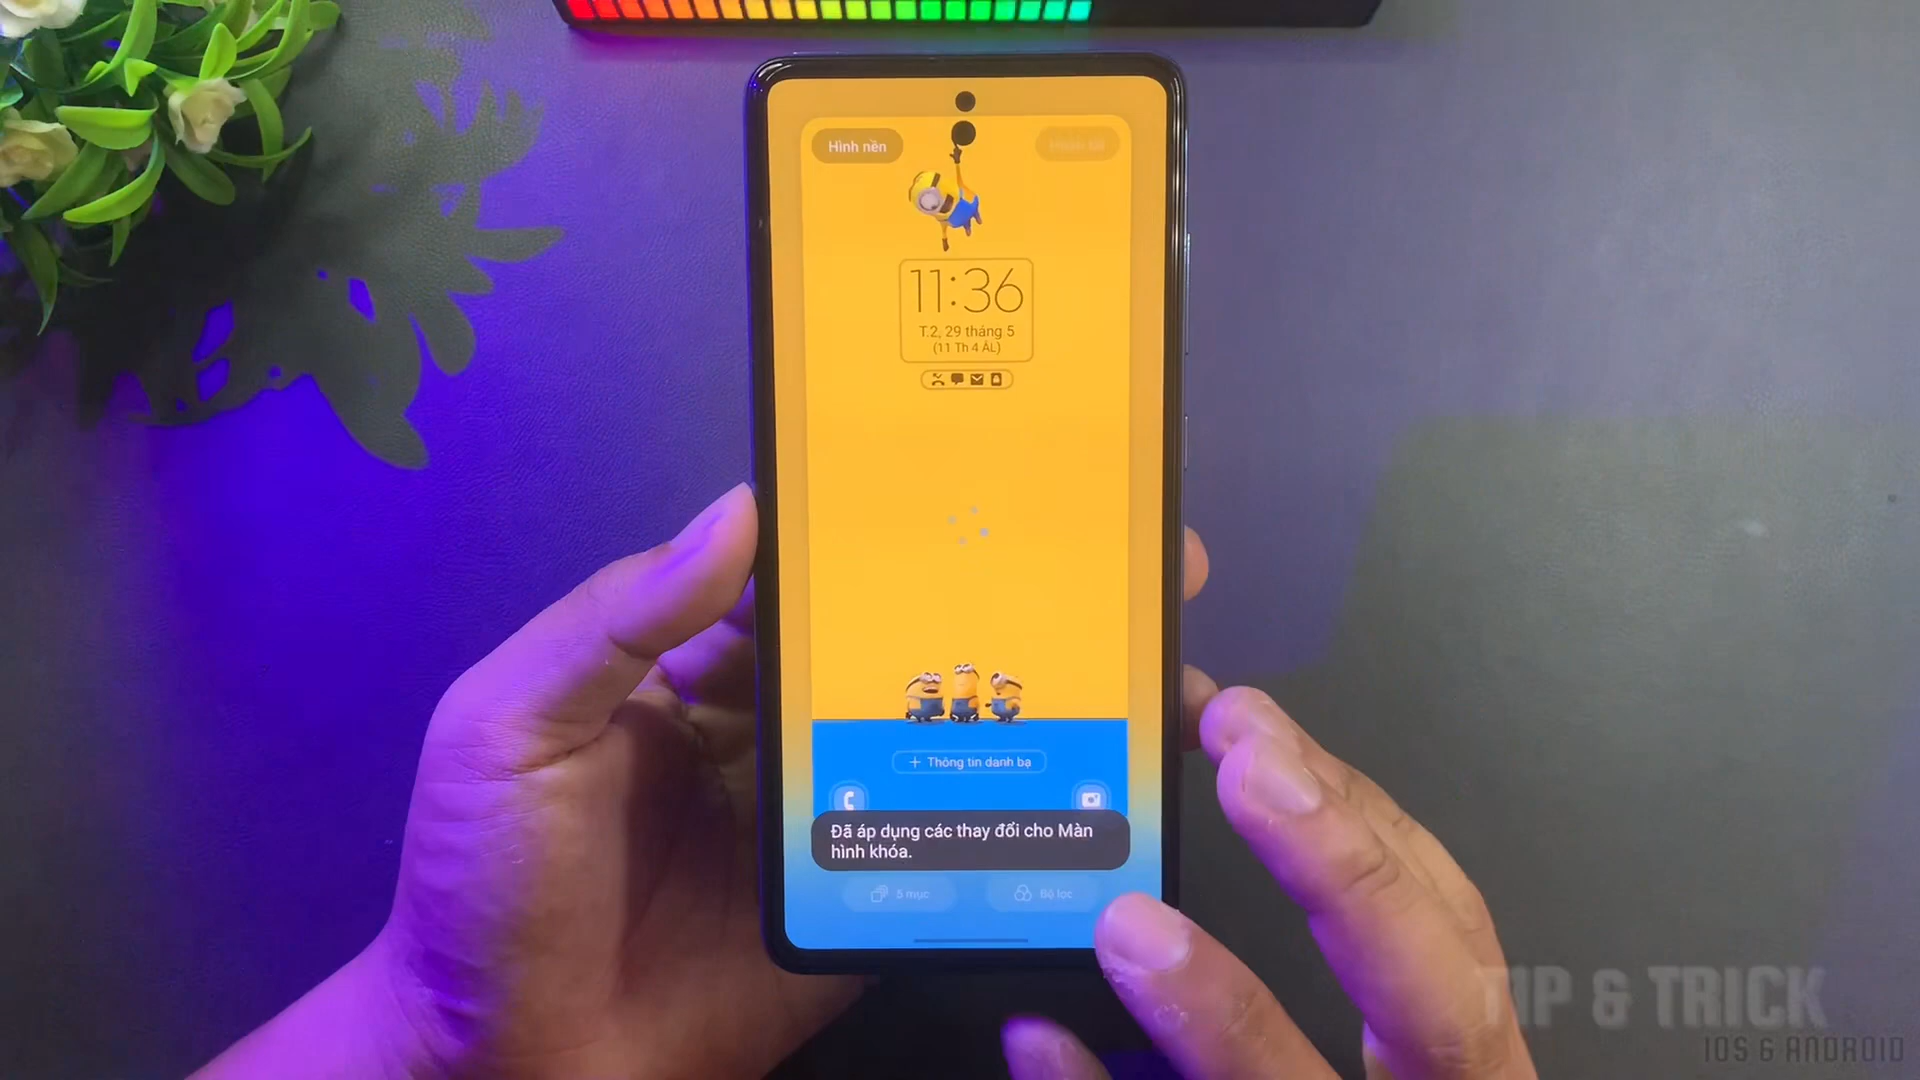 Hình nền
11:36
T.2, 29 tháng 5
(11 Th 4 ÂL)
+ Thông tin danh bạ
Đã áp dụng các thay đổi cho Màn
hình khóa.
5 mục
Bộ lọc
TIP & TRICK
IOS & ANDROID